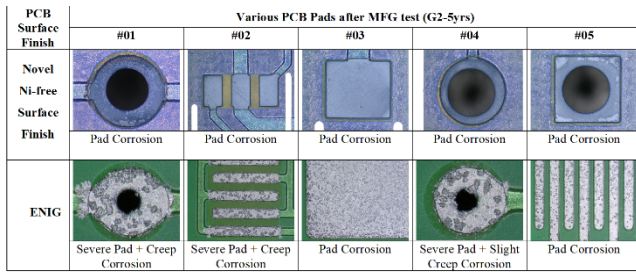 PCB Surface Finish
Various PCB Pads after MFG test (G2-5yrs)
#01 #02 #03 #04 #05
Novel Ni-free Surface Finish
Pad Corrosion Pad Corrosion Pad Corrosion Pad Corrosion Pad Corrosion
ENIG
Severe Pad + Creep Corrosion Severe Pad + Creep Corrosion Pad Corrosion Severe Pad + Slight Creep Corrosion Pad Corrosion